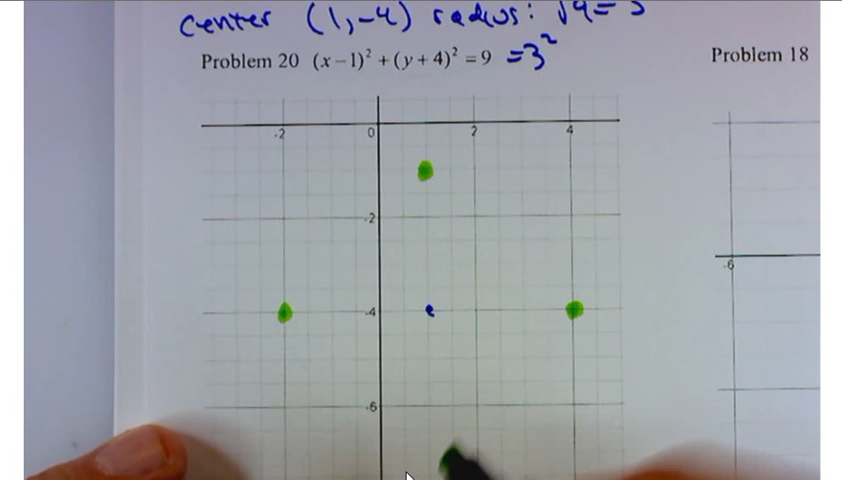 center (1,-4) radius: √9 = 3
Problem 20 (x−1)² + (y+4)² = 9 = 3²
Problem 18
-2 0 2 4
-2
-6
-4
-6